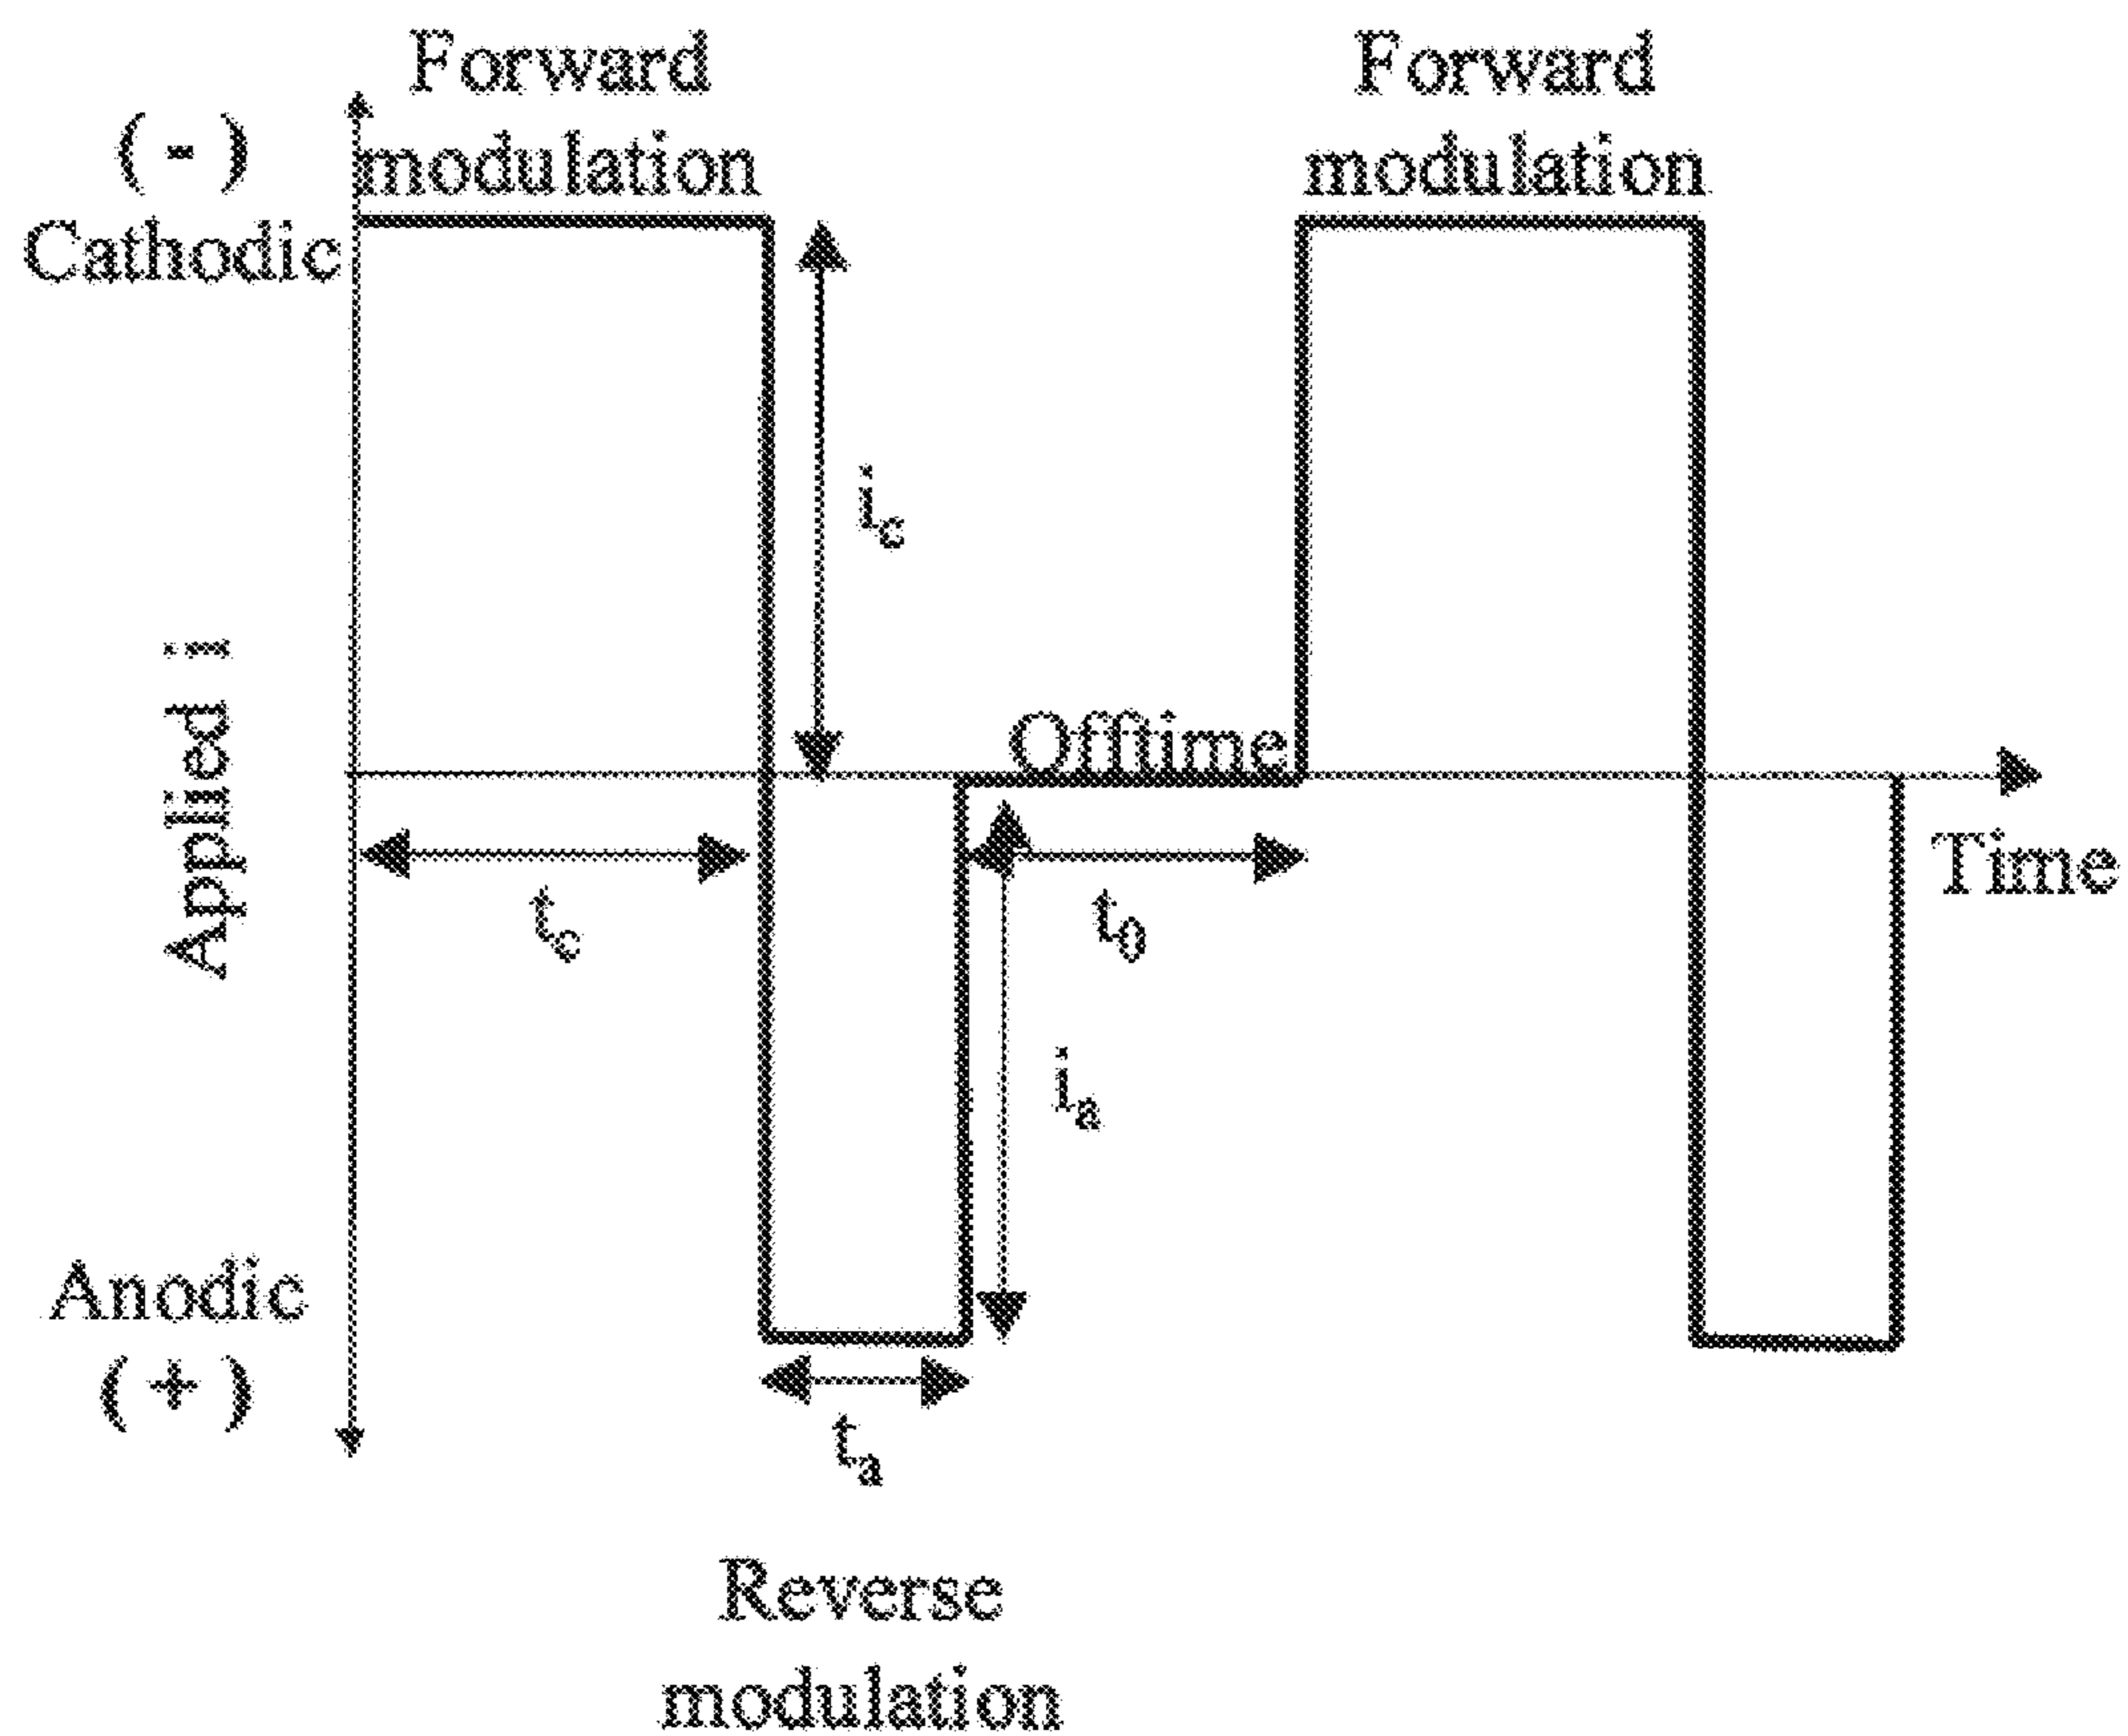 Forward
modulation
Forward
modulation
( - )
Cathodic
i_c
Applied i
Offtime
Time
t_c
t_0
i_a
Anodic
( + )
t_a
Reverse
modulation